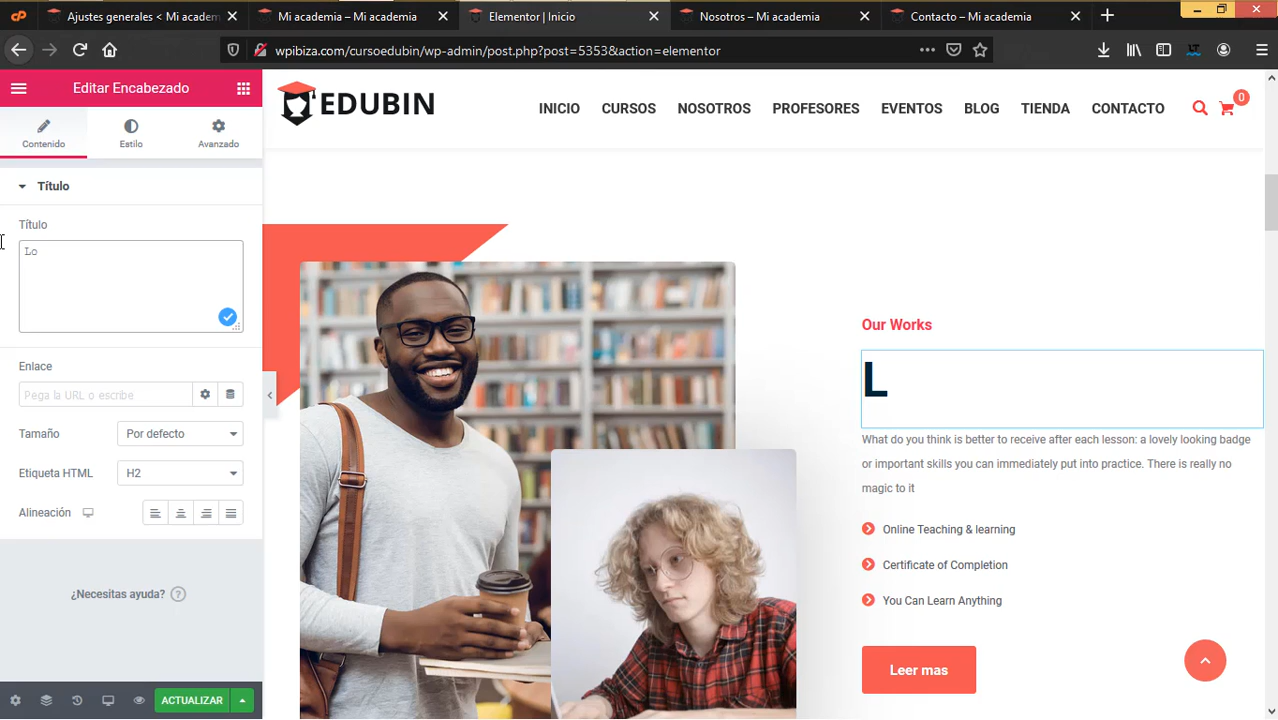 Ajustes generales < Mi academ
Mi academia – Mi academia
Elementor | Inicio
Nosotros – Mi academia
Contacto – Mi academia
wpibiza.com/cursoedubin/wp-admin/post.php?post=5353&action=elementor
Editar Encabezado
EDUBIN
INICIO CURSOS NOSOTROS PROFESORES EVENTOS BLOG TIENDA CONTACTO
0
Contenido Estilo Avanzado
Título
Título
Lo
Enlace
Pega la URL o escribe
Tamaño Por defecto
Etiqueta HTML H2
Alineación
¿Necesitas ayuda?
ACTUALIZAR
Our Works
L
What do you think is better to receive after each lesson: a lovely looking badge
or important skills you can immediately put into practice. There is really no
magic to it
Online Teaching & learning
Certificate of Completion
You Can Learn Anything
Leer mas